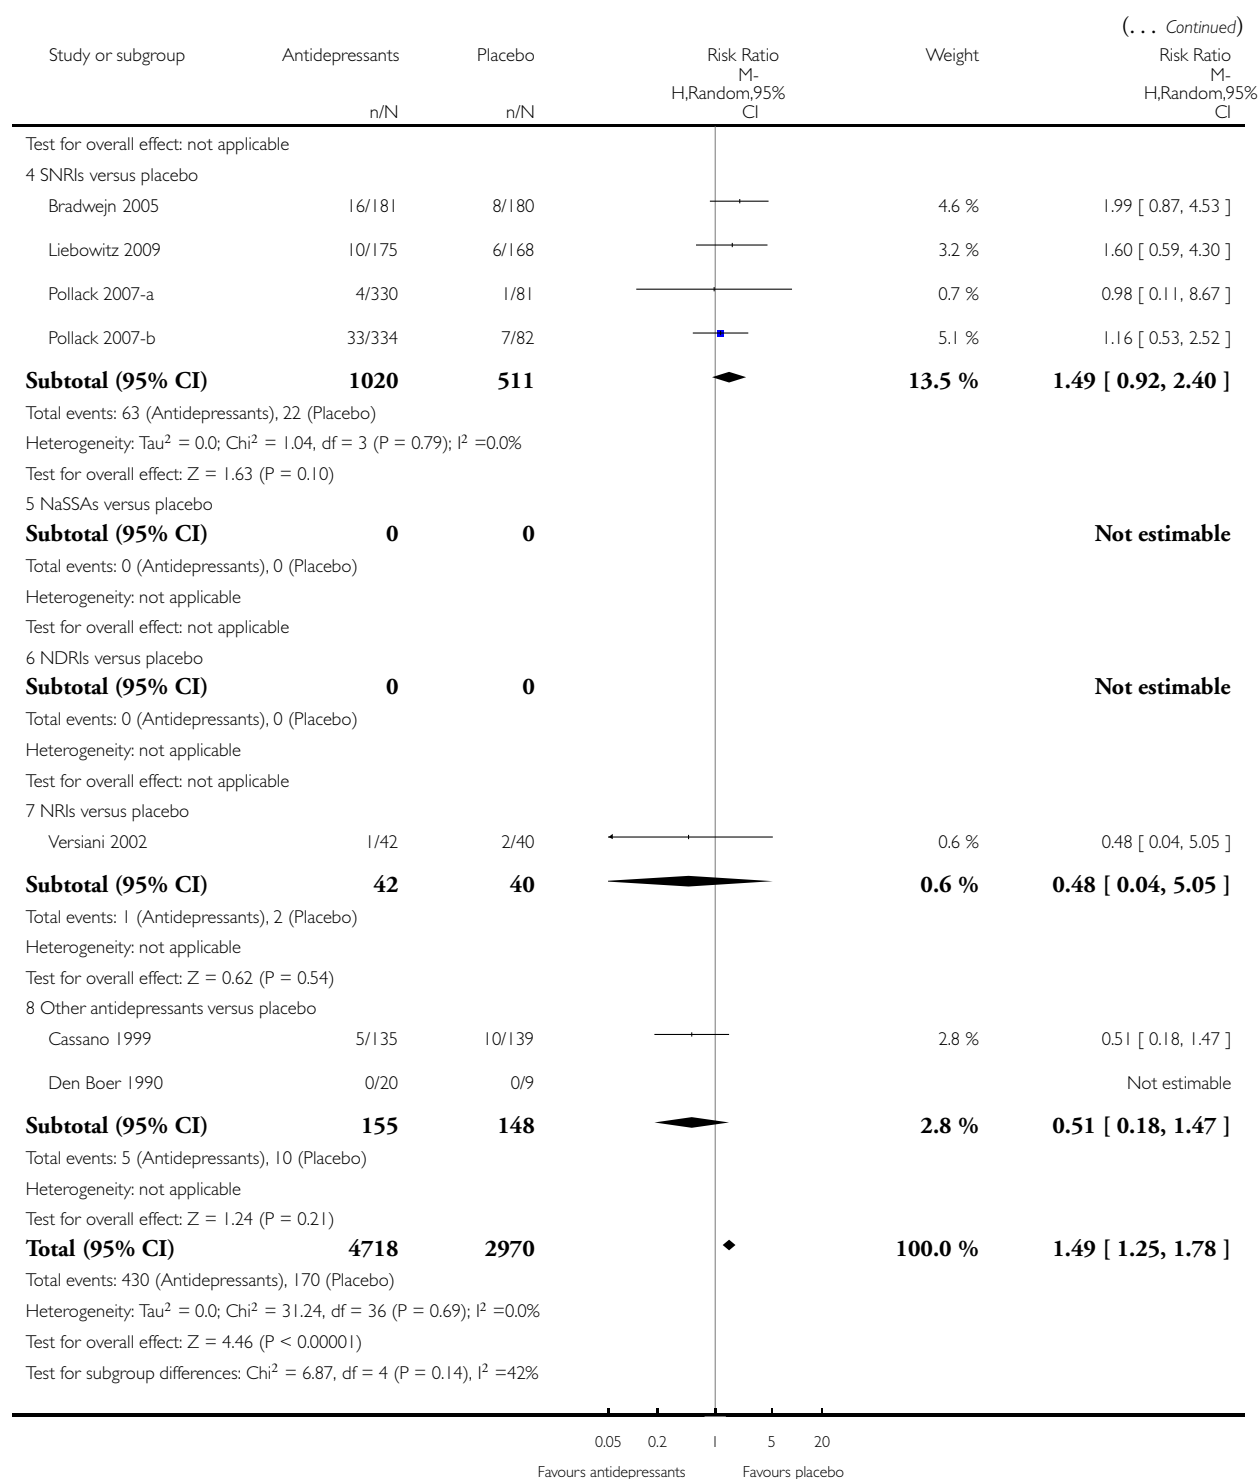 (. . . Continued)
Study or subgroup Antidepressants Placebo Risk Ratio Weight Risk Ratio
M- M-
H,Random,95% H,Random,95%
n/N n/N CI CI
Test for overall effect: not applicable
4 SNRIs versus placebo
Bradwejn 2005 16/181 8/180 4.6 % 1.99 [ 0.87, 4.53 ]
Liebowitz 2009 10/175 6/168 3.2 % 1.60 [ 0.59, 4.30 ]
Pollack 2007-a 4/330 1/81 0.7 % 0.98 [ 0.11, 8.67 ]
Pollack 2007-b 33/334 7/82 5.1 % 1.16 [ 0.53, 2.52 ]
Subtotal (95% CI) 1020 511 13.5 % 1.49 [ 0.92, 2.40 ]
Total events: 63 (Antidepressants), 22 (Placebo)
Heterogeneity: Tau² = 0.0; Chi² = 1.04, df = 3 (P = 0.79); I² =0.0%
Test for overall effect: Z = 1.63 (P = 0.10)
5 NaSSAs versus placebo
Subtotal (95% CI) 0 0 Not estimable
Total events: 0 (Antidepressants), 0 (Placebo)
Heterogeneity: not applicable
Test for overall effect: not applicable
6 NDRIs versus placebo
Subtotal (95% CI) 0 0 Not estimable
Total events: 0 (Antidepressants), 0 (Placebo)
Heterogeneity: not applicable
Test for overall effect: not applicable
7 NRIs versus placebo
Versiani 2002 1/42 2/40 0.6 % 0.48 [ 0.04, 5.05 ]
Subtotal (95% CI) 42 40 0.6 % 0.48 [ 0.04, 5.05 ]
Total events: 1 (Antidepressants), 2 (Placebo)
Heterogeneity: not applicable
Test for overall effect: Z = 0.62 (P = 0.54)
8 Other antidepressants versus placebo
Cassano 1999 5/135 10/139 2.8 % 0.51 [ 0.18, 1.47 ]
Den Boer 1990 0/20 0/9 Not estimable
Subtotal (95% CI) 155 148 2.8 % 0.51 [ 0.18, 1.47 ]
Total events: 5 (Antidepressants), 10 (Placebo)
Heterogeneity: not applicable
Test for overall effect: Z = 1.24 (P = 0.21)
Total (95% CI) 4718 2970 100.0 % 1.49 [ 1.25, 1.78 ]
Total events: 430 (Antidepressants), 170 (Placebo)
Heterogeneity: Tau² = 0.0; Chi² = 31.24, df = 36 (P = 0.69); I² =0.0%
Test for overall effect: Z = 4.46 (P < 0.00001)
Test for subgroup differences: Chi² = 6.87, df = 4 (P = 0.14), I² =42%
0.05 0.2 1 5 20
Favours antidepressants Favours placebo